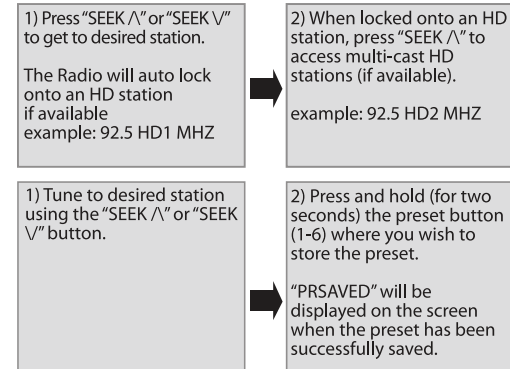 1) Press "SEEK /\" or "SEEK \/"
to get to desired station.
The Radio will auto lock
onto an HD station
if available
example: 92.5 HD1 MHZ
2) When locked onto an HD
station, press "SEEK /\" to
access multi-cast HD
stations (if available).
example: 92.5 HD2 MHZ
1) Tune to desired station
using the "SEEK /\" or "SEEK
\/" button.
2) Press and hold (for two
seconds) the preset button
(1-6) where you wish to
store the preset.
"PRSAVED" will be
displayed on the screen
when the preset has been
successfully saved.